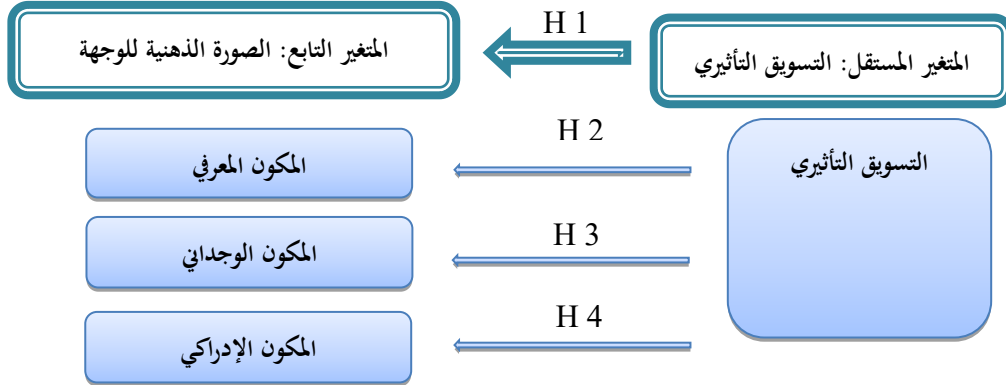 المتغير المستقل: التسويق التأثيري
H 1
المتغير التابع: الصورة الذهنية للوجهة
التسويق التأثيري
H 2
المكون المعرفي
H 3
المكون الوجداني
H 4
المكون الإدراكي